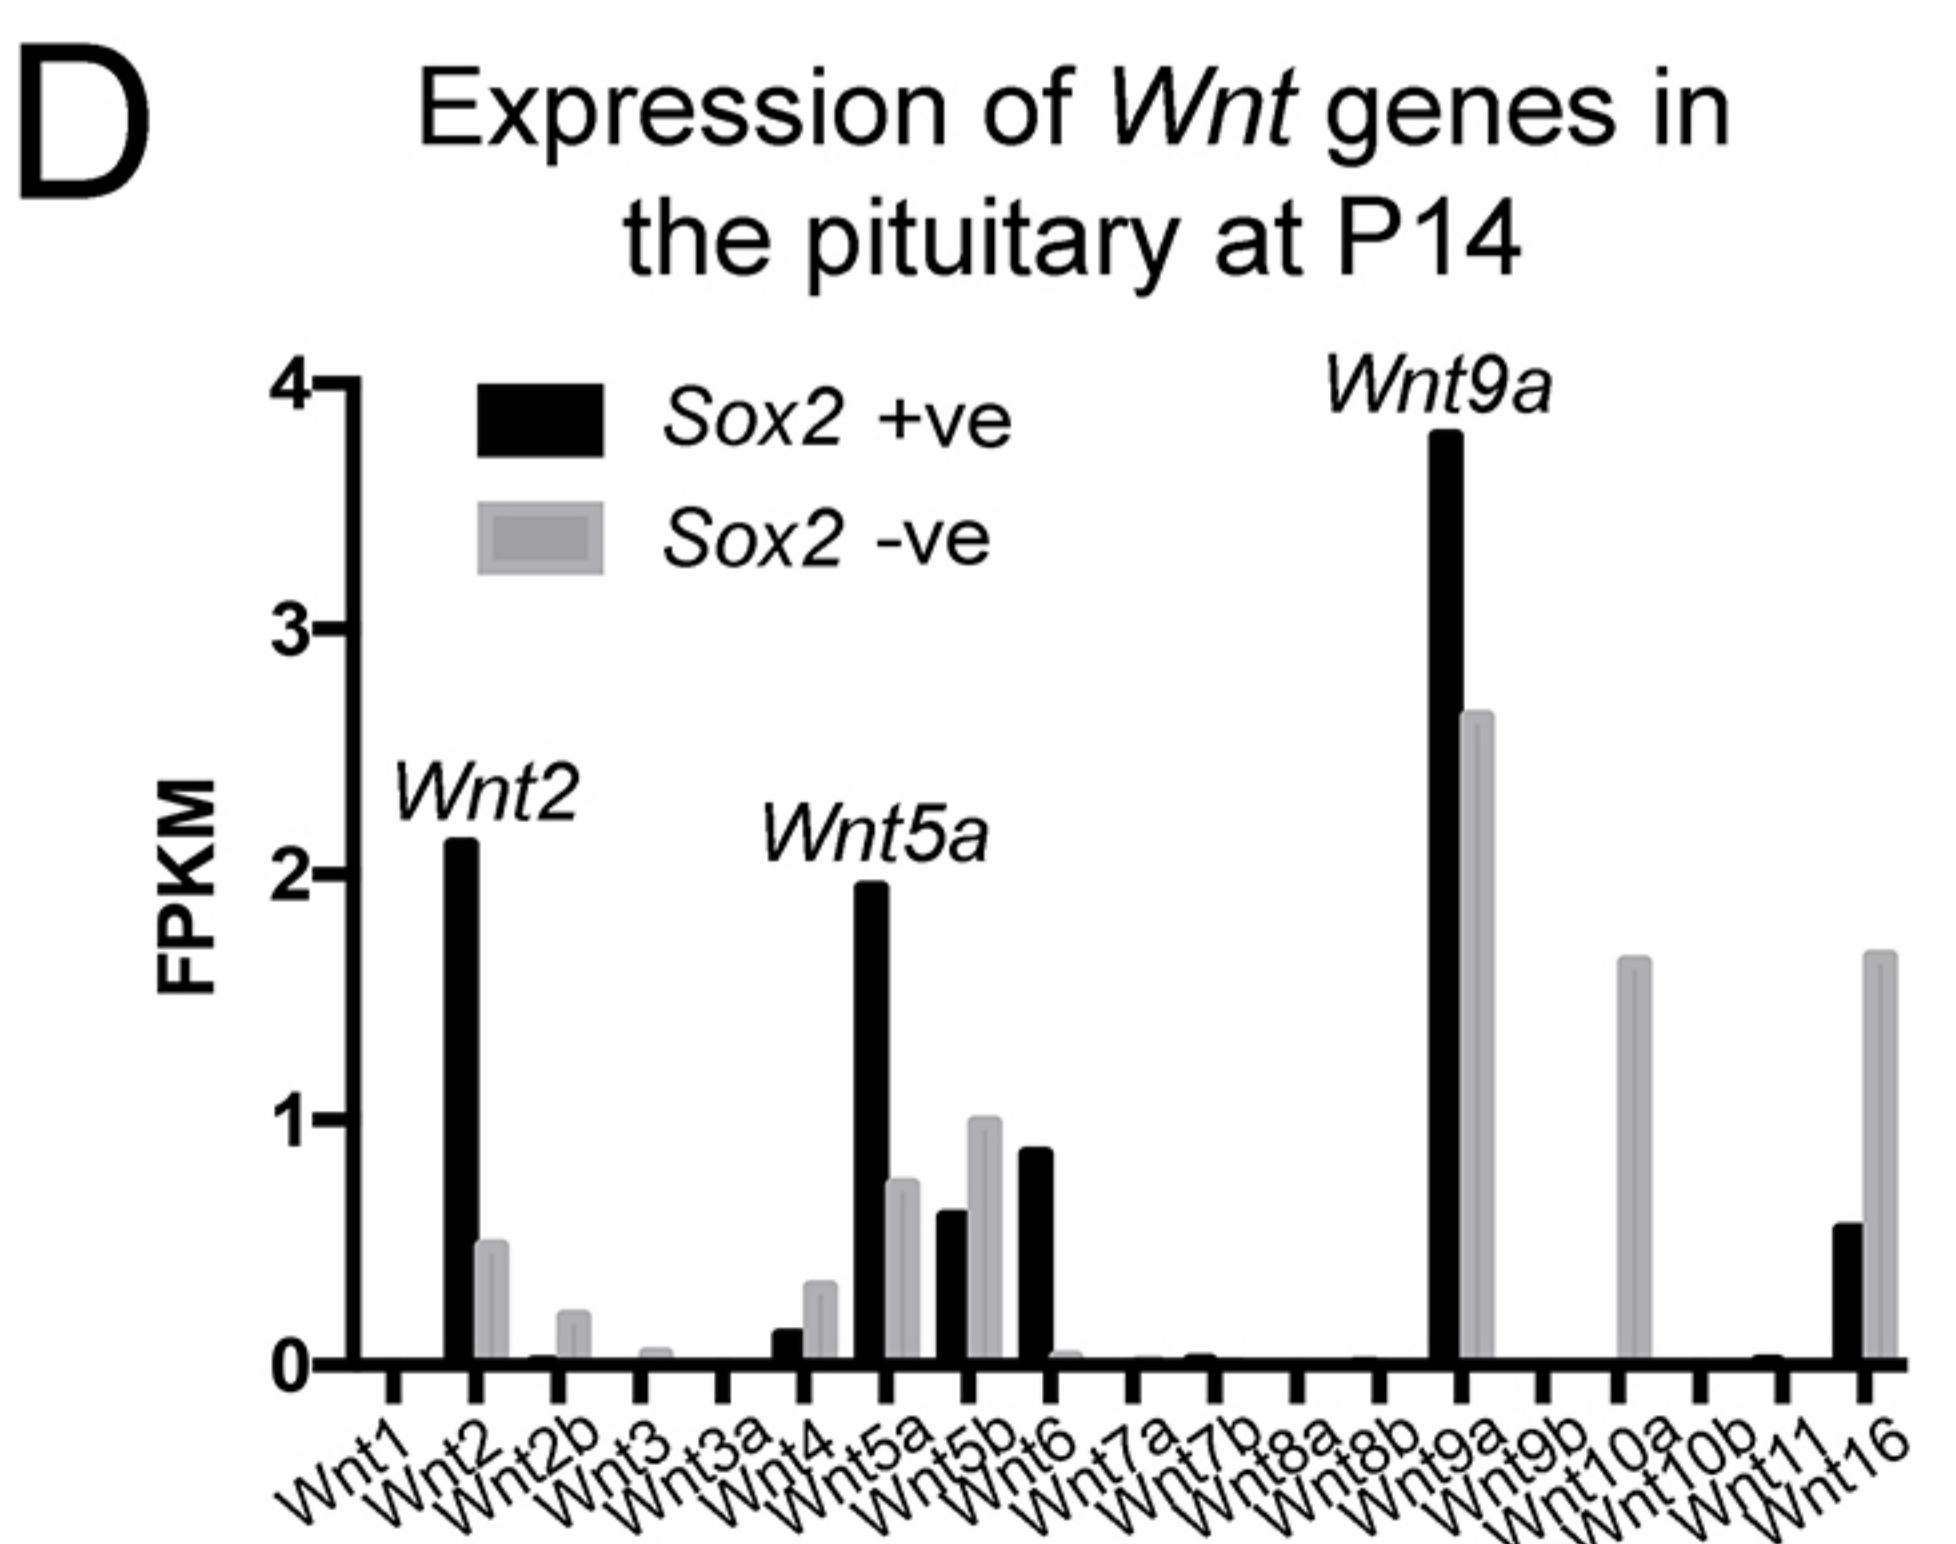 D
Expression of Wnt genes in
the pituitary at P14
Sox2 +ve
Sox2 -ve
Wnt2
Wnt5a
Wnt9a
FPKM
4
3
2
1
0
Wnt1
Wnt2
Wnt2b
Wnt3
Wnt3a
Wnt4
Wnt5a
Wnt5b
Wnt6
Wnt7a
Wnt7b
Wnt8a
Wnt8b
Wnt9a
Wnt9b
Wnt10a
Wnt10b
Wnt11
Wnt16